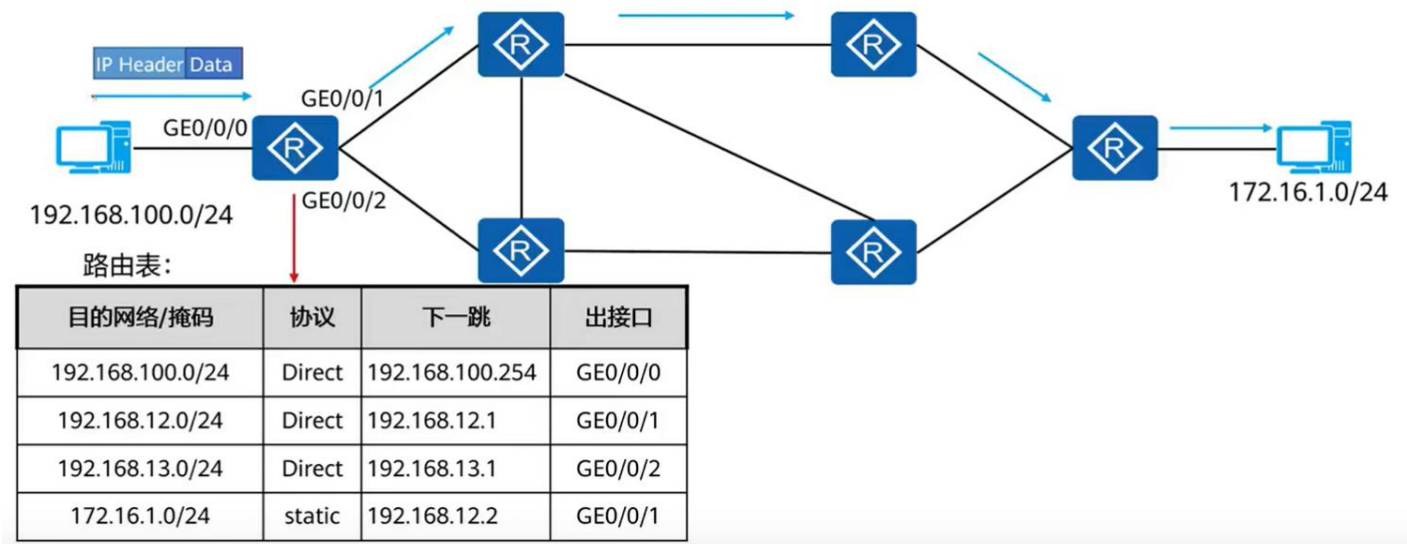 IP Header Data
GE0/0/1
GE0/0/0
R
R
R
R
R
R
GE0/0/2
192.168.100.0/24
172.16.1.0/24
路由表：
目的网络/掩码 协议 下一跳 出接口
192.168.100.0/24 Direct 192.168.100.254 GE0/0/0
192.168.12.0/24 Direct 192.168.12.1 GE0/0/1
192.168.13.0/24 Direct 192.168.13.1 GE0/0/2
172.16.1.0/24 static 192.168.12.2 GE0/0/1